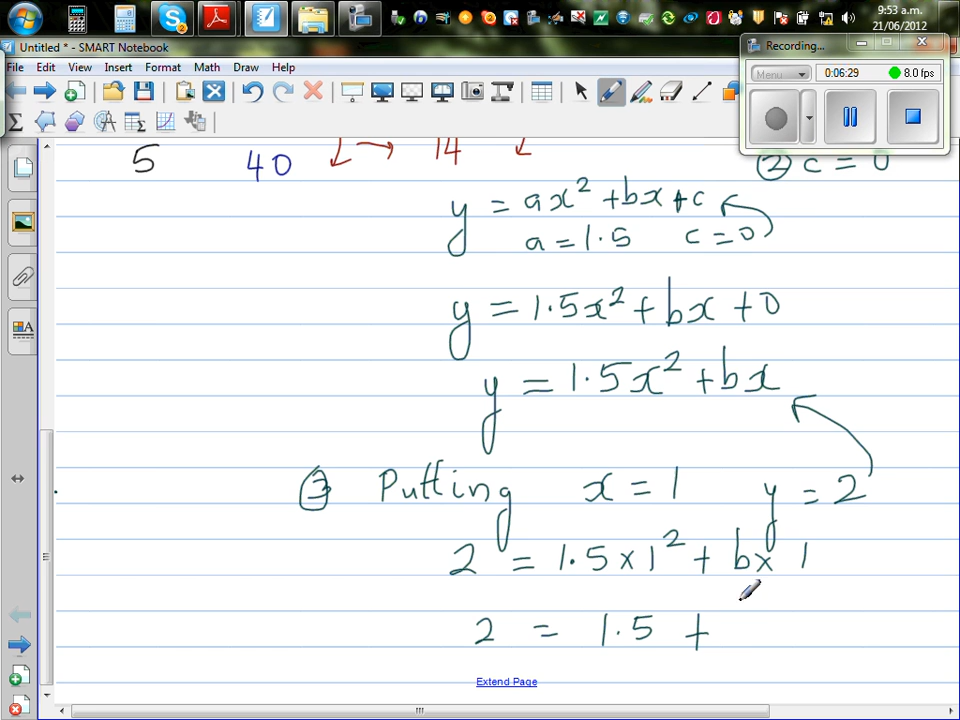 9:53 a.m.
21/06/2012
Untitled * - SMART Notebook
Recording...
File Edit View Insert Format Math Draw Help
Menu 0:06:29 8.0 fps
5 40 14 ② c = 0
y = ax² + bx + c
a = 1.5 c = 0
y = 1.5x² + bx + 0
y = 1.5x² + bx
③ Putting x = 1 y = 2
2 = 1.5 × 1² + b × 1
2 = 1.5 +
Extend Page